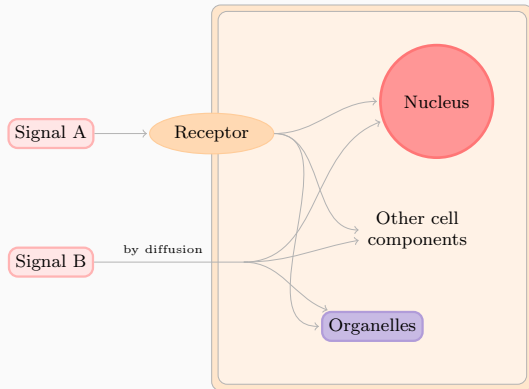 Nucleus
Signal A
Receptor
Other cell
components
by diffusion
Signal B
Organelles